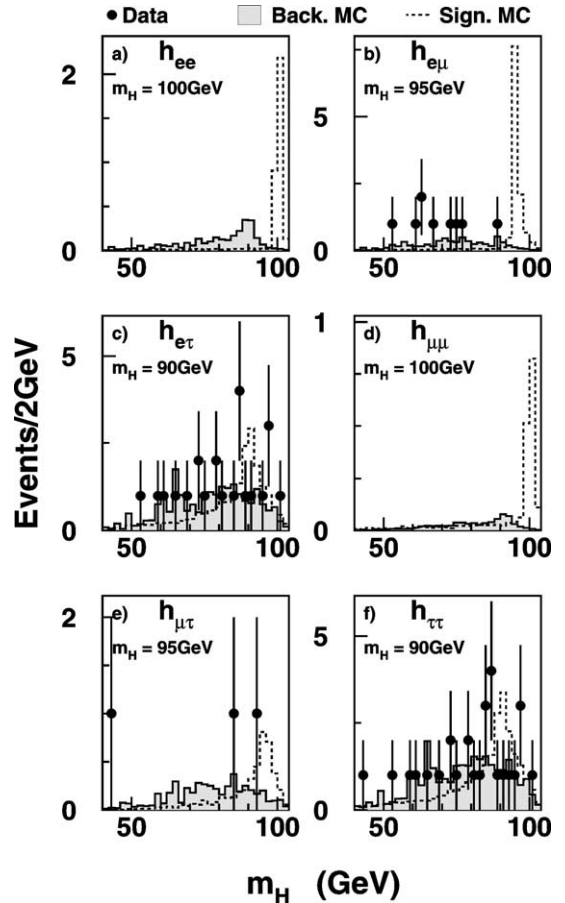 Data Back. MC Sign. MC
a) h_ee
m_H = 100GeV
2
0
50 100
b) h_eμ
m_H = 95GeV
5
0
50 100
c) h_eτ
m_H = 90GeV
5
0
50 100
d) h_μμ
m_H = 100GeV
1
0
50 100
e) h_μτ
m_H = 95GeV
2
0
50 100
f) h_ττ
m_H = 90GeV
5
0
50 100
Events/2GeV
m_H (GeV)